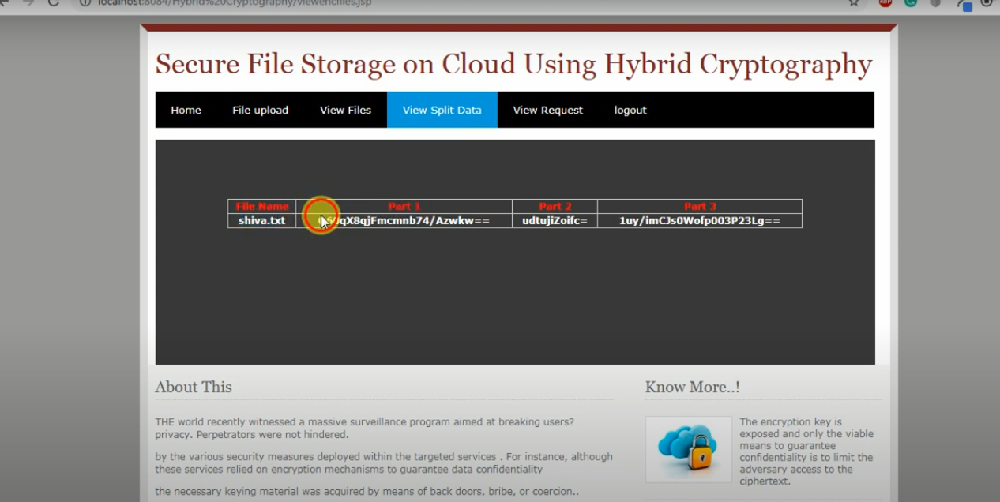 localhost:8084/Hybrid%20Cryptography/viewencfiles.jsp
Secure File Storage on Cloud Using Hybrid Cryptography
Home File upload View Files View Split Data View Request logout
File Name Part 1 Part 2 Part 3
shiva.txt udtujiZoifc= 1uy/imCJs0Wofp003P23Lg==
About This
THE world recently witnessed a massive surveillance program aimed at breaking users?
privacy. Perpetrators were not hindered.
by the various security measures deployed within the targeted services . For instance, although
these services relied on encryption mechanisms to guarantee data confidentiality
the necessary keying material was acquired by means of back doors, bribe, or coercion..
Know More..!
The encryption key is
exposed and only the viable
means to guarantee
confidentiality is to limit the
adversary access to the
ciphertext.